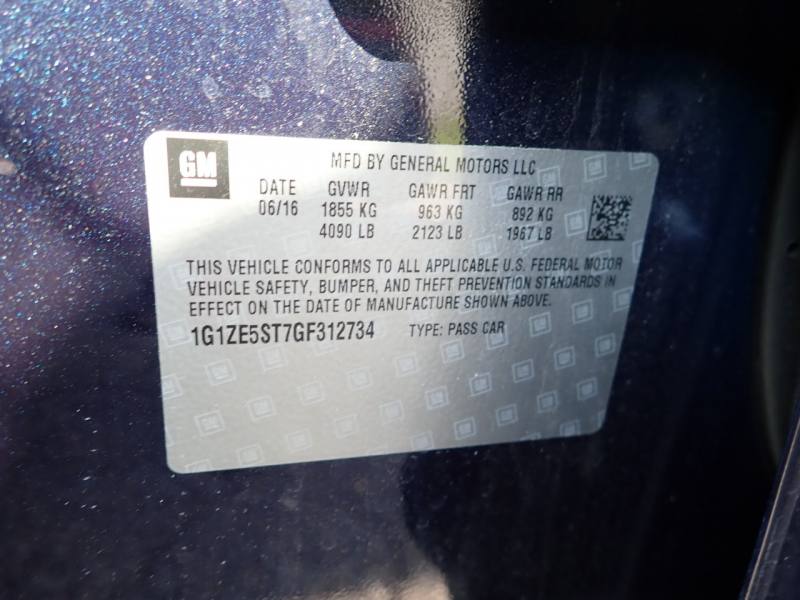 GM
MFD BY GENERAL MOTORS LLC
DATE GVWR GAWR FRT GAWR RR
06/16 1855 KG 963 KG 892 KG
4090 LB 2123 LB 1967 LB
THIS VEHICLE CONFORMS TO ALL APPLICABLE U.S. FEDERAL MOTOR
VEHICLE SAFETY, BUMPER, AND THEFT PREVENTION STANDARDS IN
EFFECT ON THE DATE OF MANUFACTURE SHOWN ABOVE.
1G1ZE5ST7GF312734 TYPE: PASS CAR